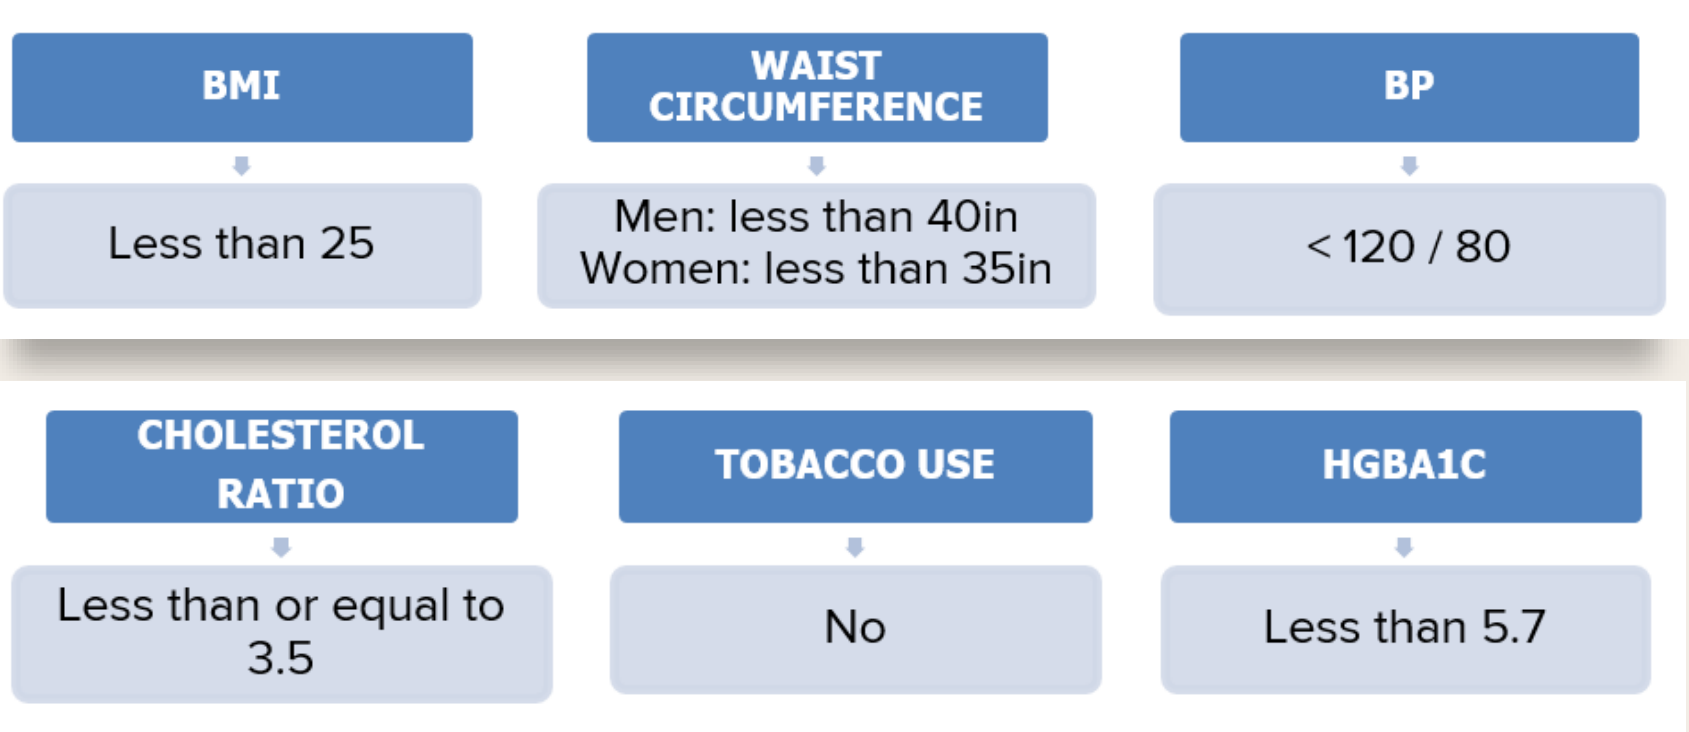 BMI
Less than 25
WAIST
CIRCUMFERENCE
Men: less than 40in
Women: less than 35in
BP
< 120 / 80
CHOLESTEROL
RATIO
Less than or equal to
3.5
TOBACCO USE
No
HGBA1C
Less than 5.7